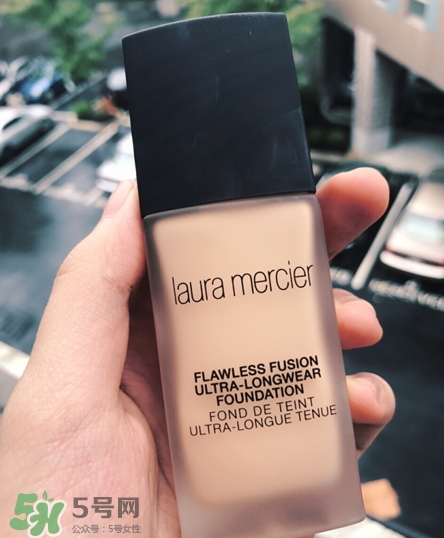 laura mercier
FLAWLESS FUSION
ULTRA-LONGWEAR
FOUNDATION
FOND DE TEINT
ULTRA-LONGUE TENUE
5号网
公众号：5号女性